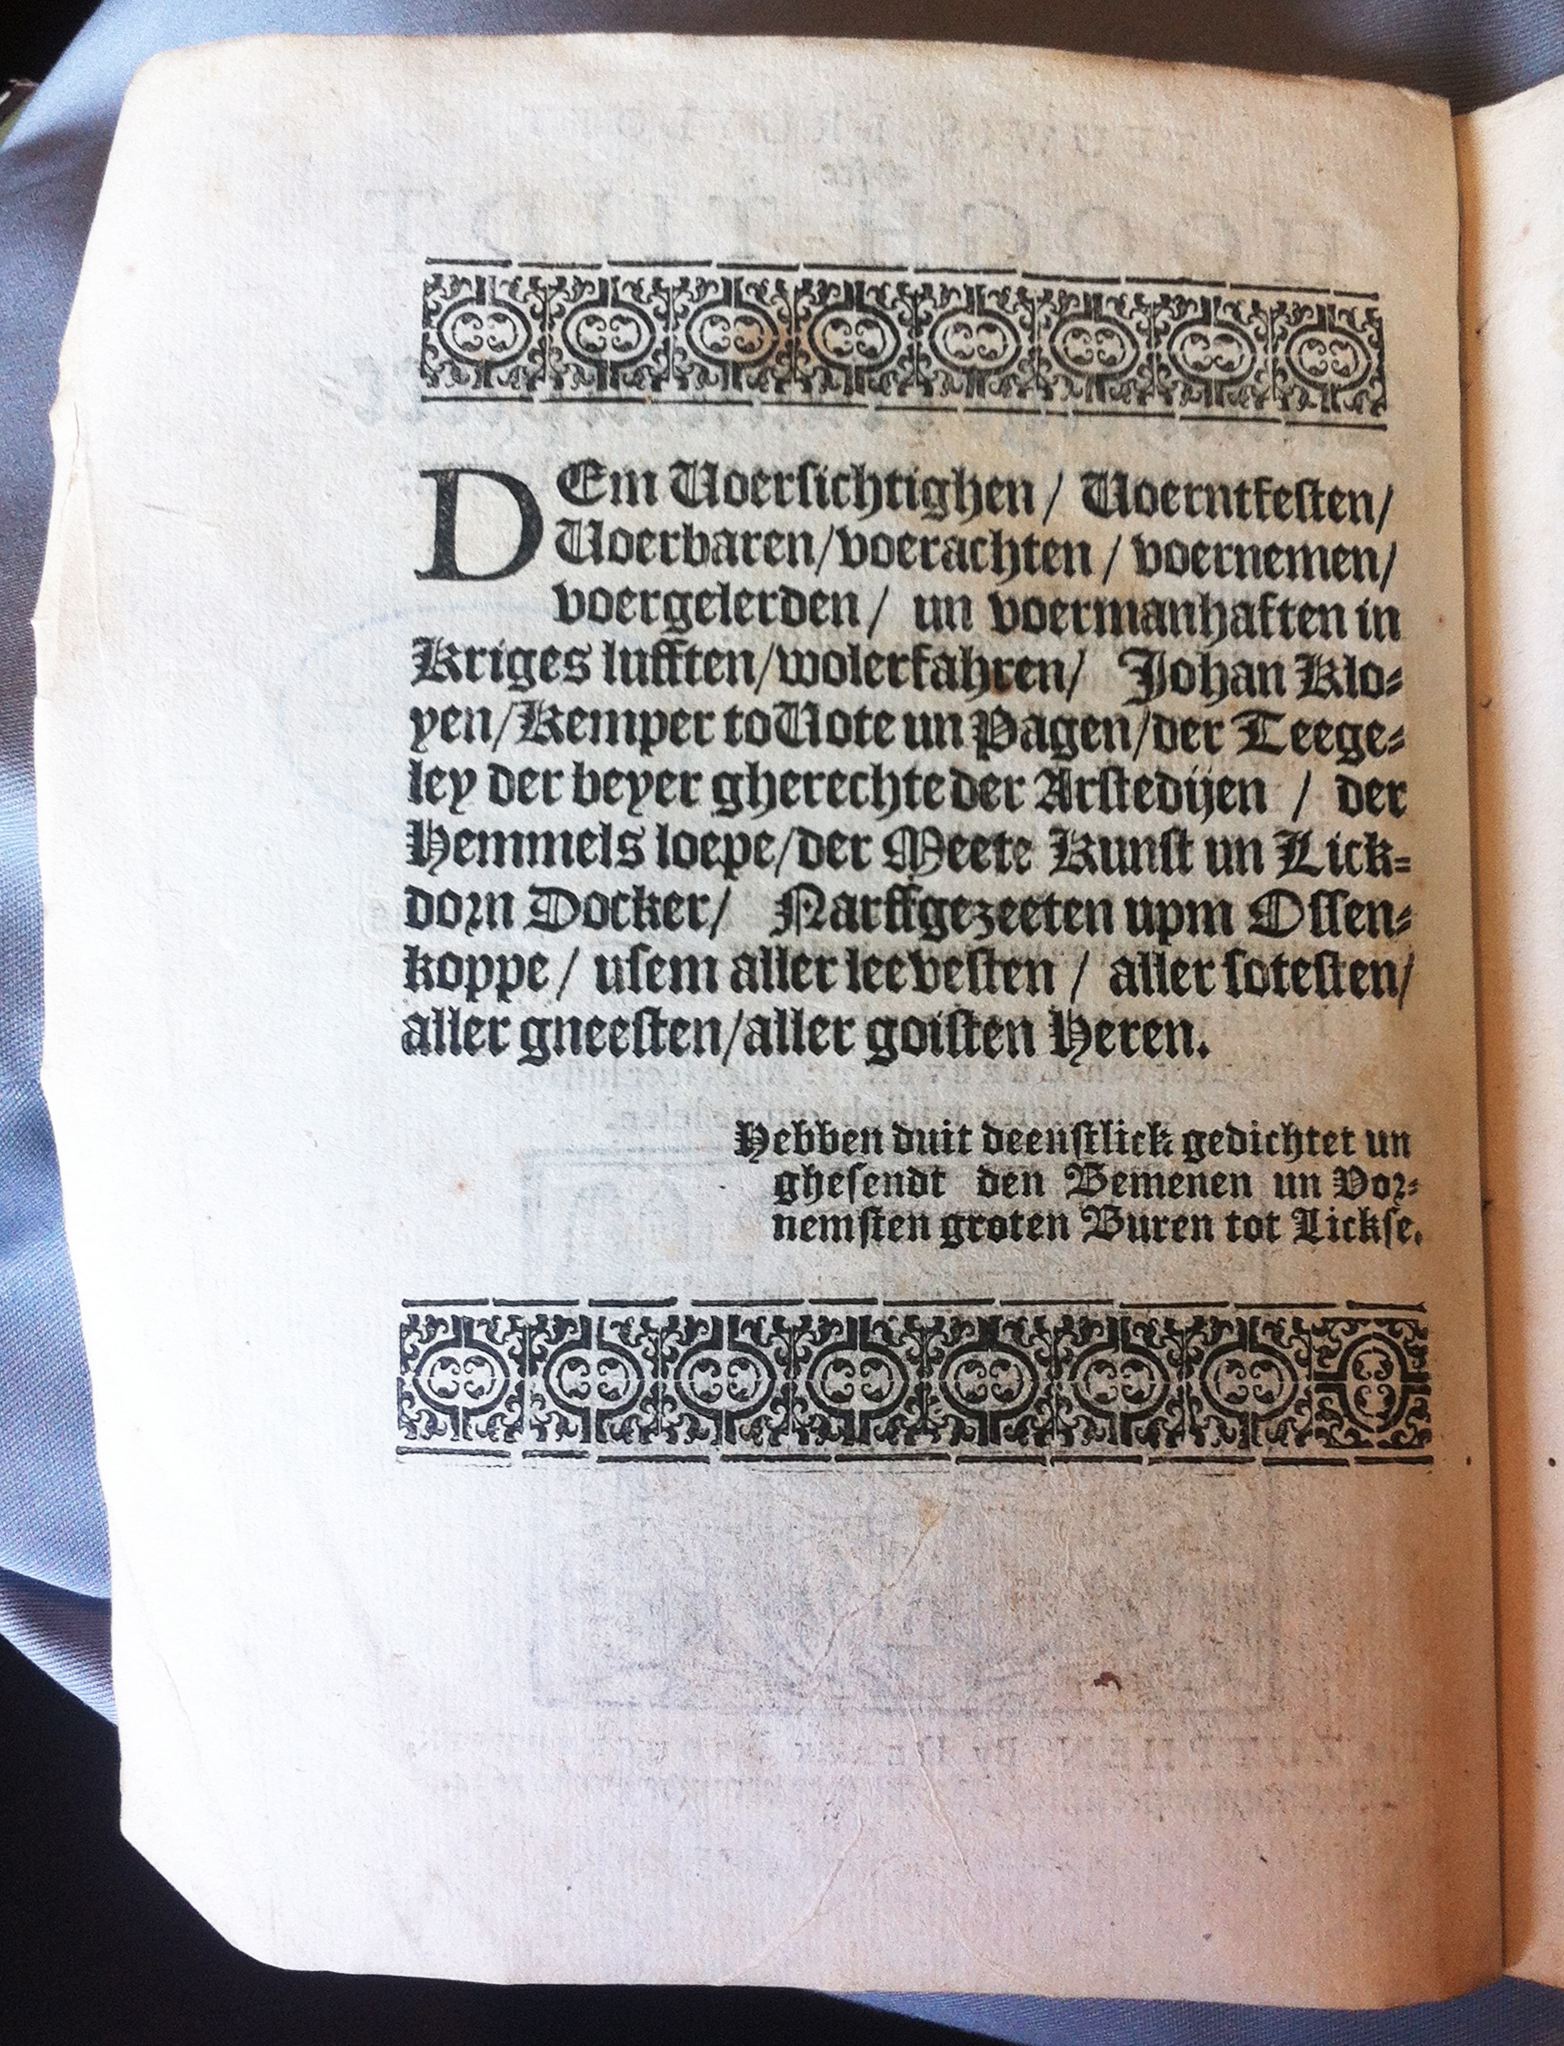 DEm Voersichtighen/ Voerntfesten/
Voerbaren/voerachten/voernemen/
voergelerden/ un voermanhaften in
Kriges lufften/wolerfahren/ Johan Klo-
yen/Kemper to Vote un Pagen/der Teege-
ley der beyer gherechte der Arstedijen / der
Hemmels loepe/der Meete Kunst un Lick-
dorn Docker/ Narffgezeeten upm Ossen-
koppe/ usem aller leevesten / aller sotesten/
aller gneesten/aller goisten Heren.
Hebben duit deenstlick gedichtet un
ghesendt den Bemenen un Vor-
nemsten groten Buren tot Lickse.